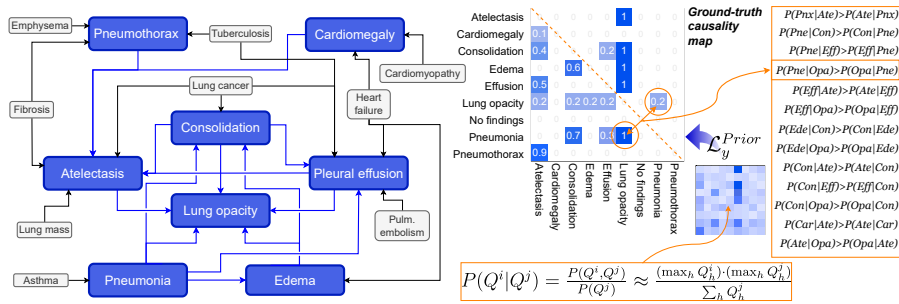 Emphysema
Pneumothorax
Tuberculosis
Cardiomegaly
Cardiomyopathy
Lung cancer
Fibrosis
Heart
failure
Consolidation
Atelectasis
Pleural effusion
Lung opacity
Lung mass
Pulm.
embolism
Asthma
Pneumonia
Edema
Ground-truth
causality
map
Atelectasis 1
Cardiomegaly 0.1
Consolidation 0.4 0.2 1
Edema 0.6 1
Effusion 0.5 1
Lung opacity 0.2 0.2 0.2 0.2 0.2
No findings
Pneumonia 0.7 0.3 1
Pneumothorax 0.9
Atelectasis
Cardiomegaly
Consolidation
Edema
Effusion
Lung opacity
No findings
Pneumonia
Pneumothorax
ℒ_y^{Prior}
P(Pnx|Ate)>P(Ate|Pnx)
P(Pne|Con)>P(Con|Pne)
P(Pne|Eff)>P(Eff|Pne)
P(Pne|Opa)>P(Opa|Pne)
P(Eff|Ate)>P(Ate|Eff)
P(Eff|Opa)>P(Opa|Eff)
P(Ede|Con)>P(Con|Ede)
P(Ede|Opa)>P(Opa|Ede)
P(Con|Ate)>P(Ate|Con)
P(Con|Eff)>P(Eff|Con)
P(Con|Opa)>P(Opa|Con)
P(Car|Ate)>P(Ate|Car)
P(Ate|Opa)>P(Opa|Ate)
P(Q^i|Q^j) = P(Q^i,Q^j)/P(Q^j) ≈ (max_h Q_h^i)·(max_h Q_h^j)/∑_h Q_h^j